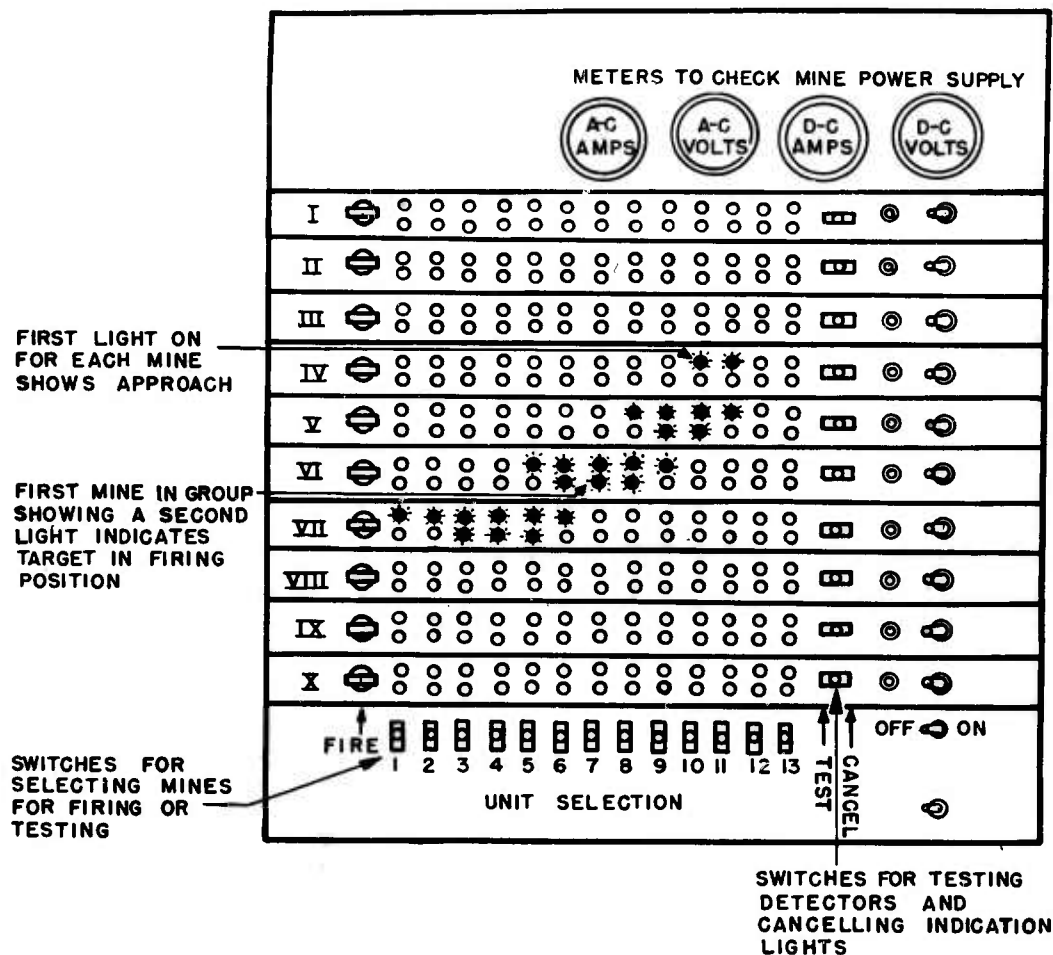 METERS TO CHECK MINE POWER SUPPLY
A-C AMPS
A-C VOLTS
D-C AMPS
D-C VOLTS
I
II
III
FIRST LIGHT ON
FOR EACH MINE
SHOWS APPROACH
IV
V
VI
FIRST MINE IN GROUP
SHOWING A SECOND
LIGHT INDICATES
TARGET IN FIRING
POSITION
VII
VIII
IX
X
FIRE
1 2 3 4 5 6 7 8 9 10 11 12 13
UNIT SELECTION
TEST
CANCEL
OFF ON
SWITCHES FOR
SELECTING MINES
FOR FIRING OR
TESTING
SWITCHES FOR TESTING
DETECTORS AND
CANCELLING INDICATION
LIGHTS